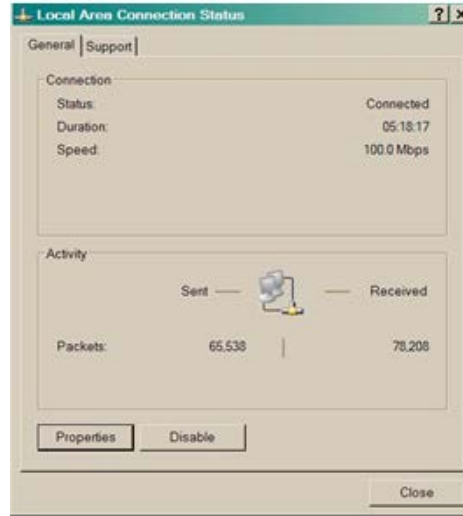 Local Area Connection Status
General Support
Connection
Status: Connected
Duration: 05:18:17
Speed: 100.0 Mbps
Activity
Sent Received
Packets: 65,538 78,208
Properties Disable
Close